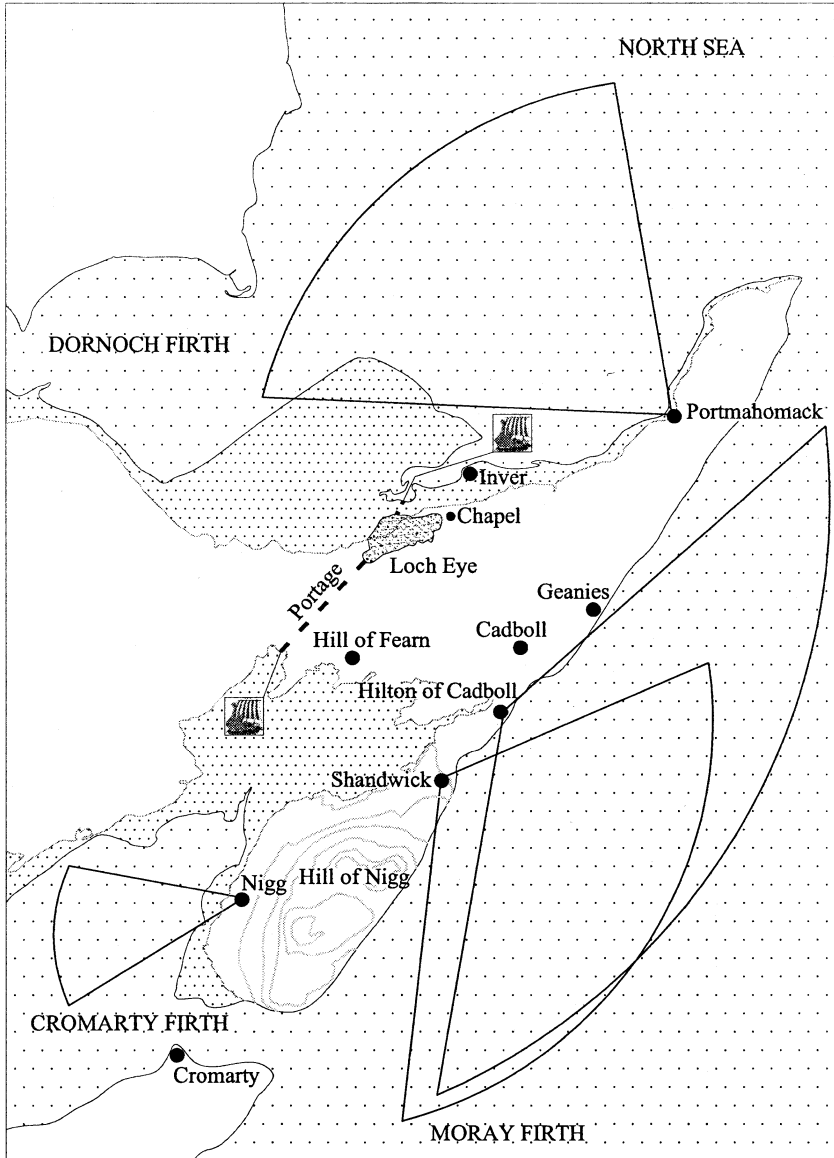 NORTH SEA
DORNOCH FIRTH
Portmahomack
Inver
Chapel
Loch Eye
Portage
Geanies
Cadboll
Hill of Fearn
Hilton of Cadboll
Shandwick
Hill of Nigg
Nigg
CROMARTY FIRTH
Cromarty
MORAY FIRTH